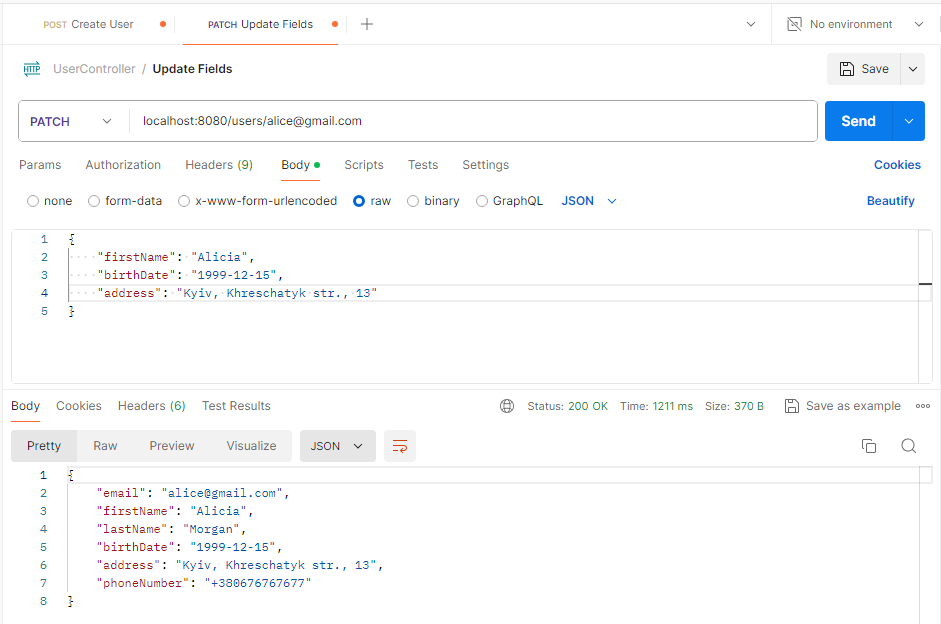 POST Create User PATCH Update Fields No environment
HTTP UserController / Update Fields Save
PATCH localhost:8080/users/alice@gmail.com Send
Params Authorization Headers (9) Body Scripts Tests Settings Cookies
none form-data x-www-form-urlencoded raw binary GraphQL JSON Beautify
1 {
2 "firstName": "Alicia",
3 "birthDate": "1999-12-15",
4 "address": "Kyiv, Khreschatyk str., 13"
5 }
Body Cookies Headers (6) Test Results Status: 200 OK Time: 1211 ms Size: 370 B Save as example
Pretty Raw Preview Visualize JSON
1 {
2 "email": "alice@gmail.com",
3 "firstName": "Alicia",
4 "lastName": "Morgan",
5 "birthDate": "1999-12-15",
6 "address": "Kyiv, Khreschatyk str., 13",
7 "phoneNumber": "+380676767677"
8 }